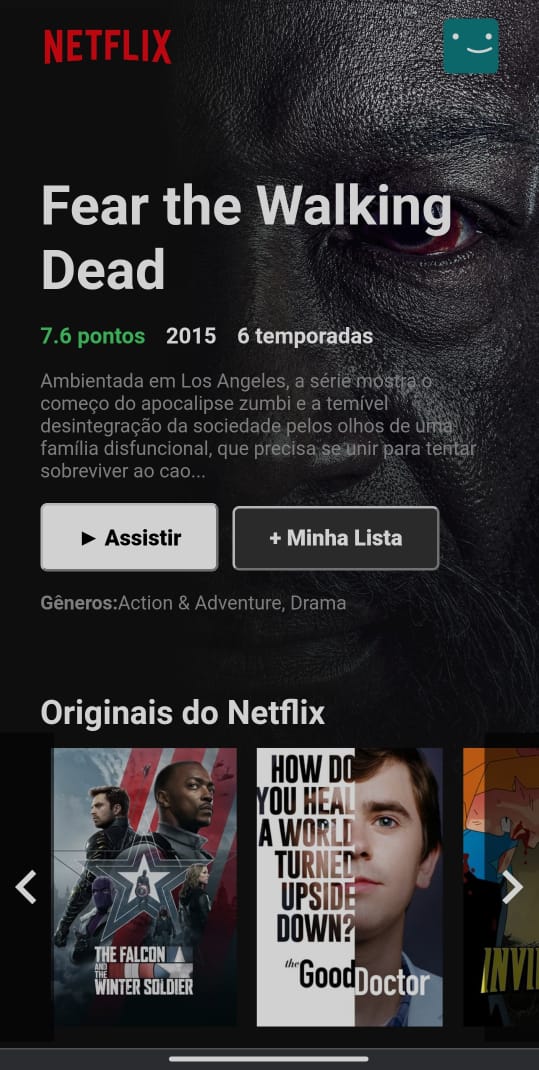 NETFLIX
Fear the Walking
Dead
7.6 pontos 2015 6 temporadas
Ambientada em Los Angeles, a série mostra o
começo do apocalipse zumbi e a temível
desintegração da sociedade pelos olhos de uma
família disfuncional, que precisa se unir para tentar
sobreviver ao cao...
► Assistir
+ Minha Lista
Gêneros:Action & Adventure, Drama
Originais do Netflix
THE FALCON
AND THE
WINTER SOLDIER
HOW DO
YOU HEAL
A WORLD
TURNED
UPSIDE
DOWN?
the Good Doctor
INVI